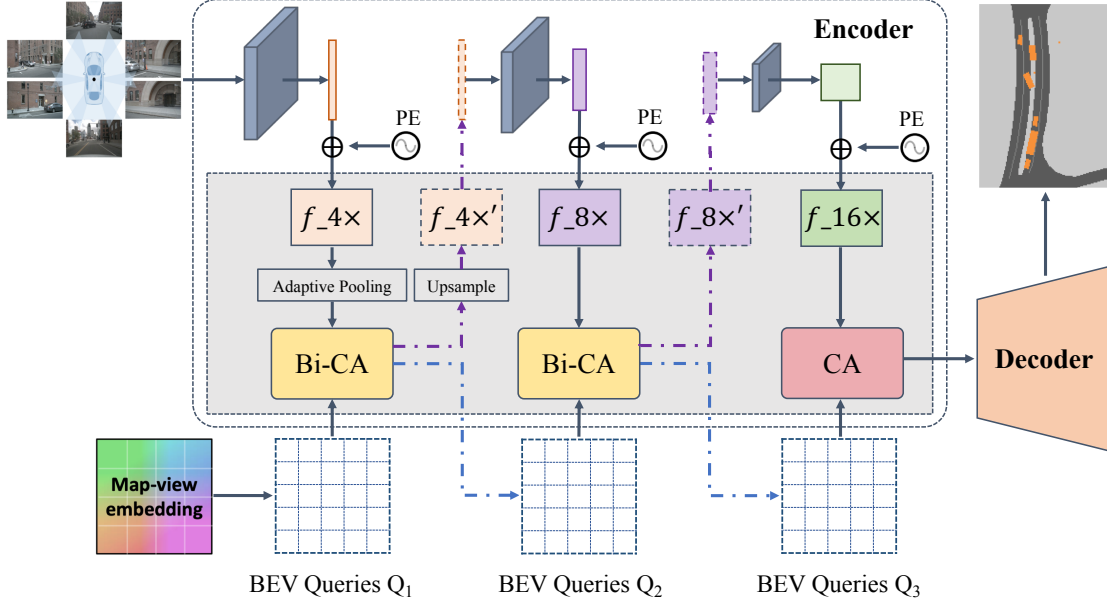 Encoder
PE
PE
PE
f_4×
f_4×′
f_8×
f_8×′
f_16×
Adaptive Pooling
Upsample
Bi-CA
Bi-CA
CA
Decoder
Map-view
embedding
BEV Queries Q₁
BEV Queries Q₂
BEV Queries Q₃